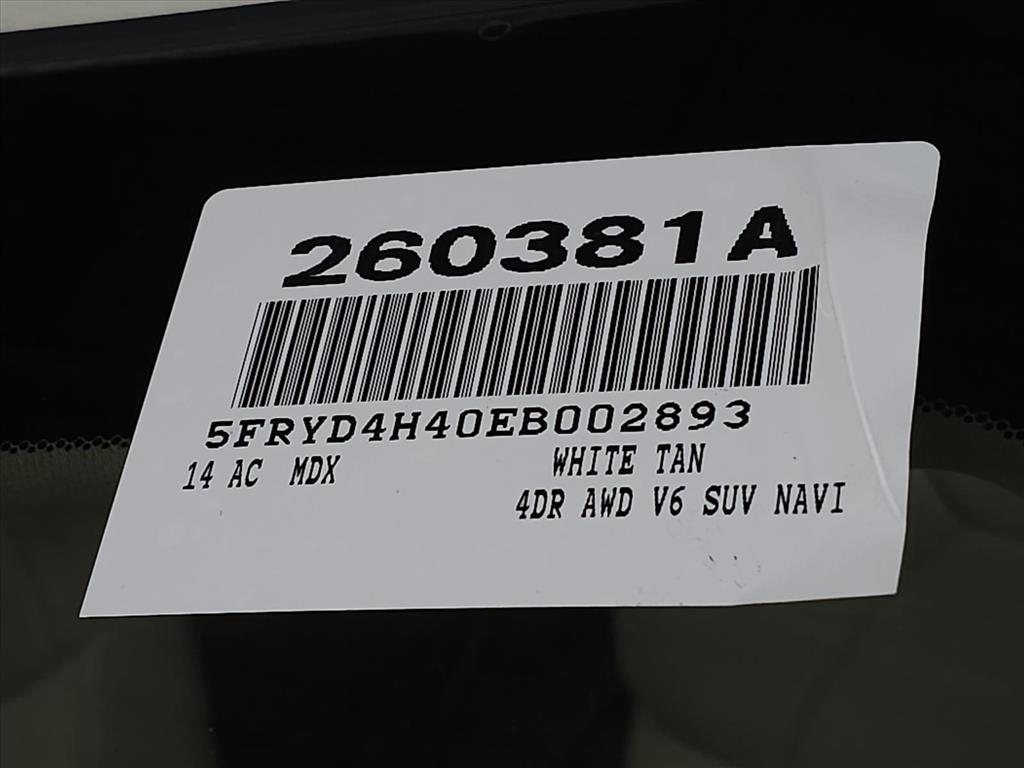 260381A
5FRYD4H40EB002893
14 AC MDX WHITE TAN
4DR AWD V6 SUV NAVI